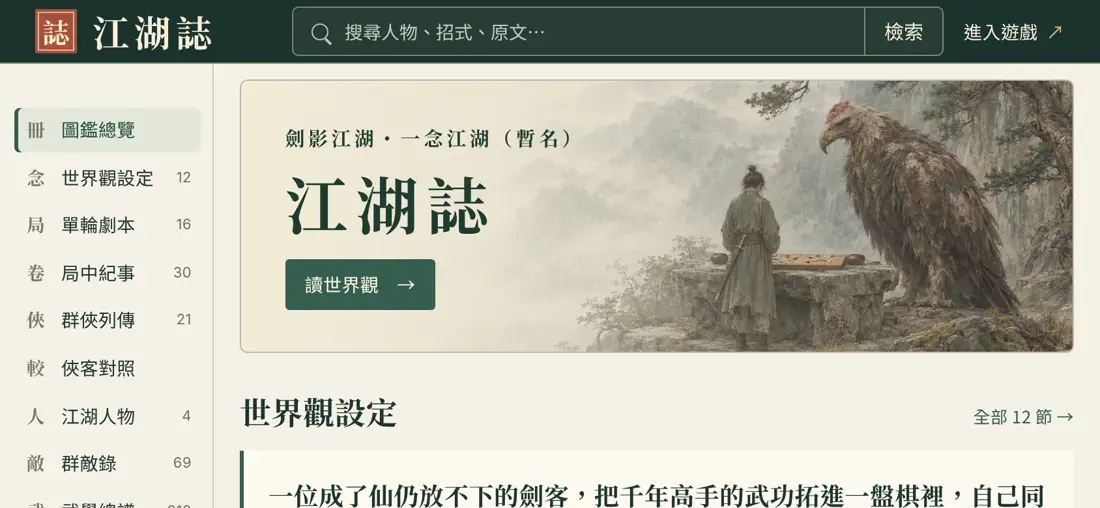 誌 江湖誌
搜尋人物、招式、原文…
檢索
進入遊戲 ↗
冊 圖鑑總覽
念 世界觀設定 12
局 單輪劇本 16
卷 局中紀事 30
俠 群俠列傳 21
較 俠客對照
人 江湖人物 4
敵 群敵錄 69
劍影江湖・一念江湖（暫名）
江湖誌
讀世界觀 →
世界觀設定
全部 12 節 →
一位成了仙仍放不下的劍客，把千年高手的武功拓進一盤棋裡，自己同